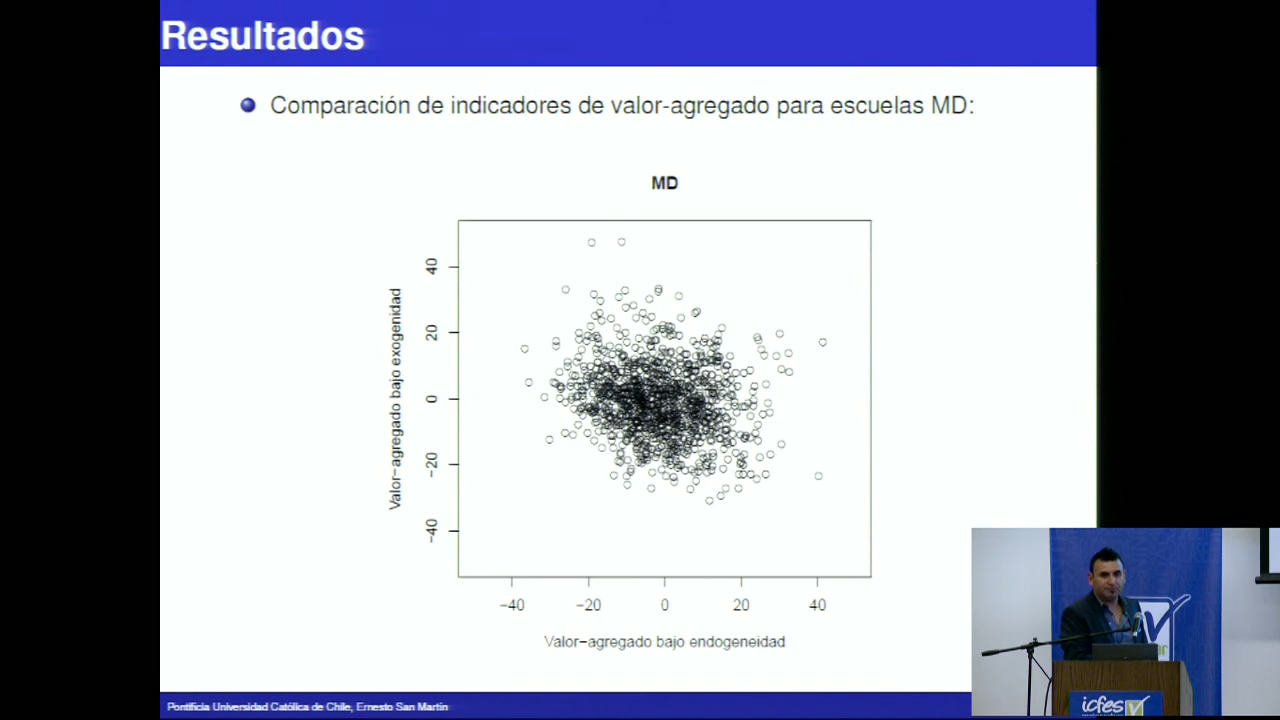 Resultados
Comparación de indicadores de valor-agregado para escuelas MD:
MD
Valor-agregado bajo exogenidad
40
20
0
-20
-40
-40
-20
0
20
40
Valor-agregado bajo endogeneidad
Pontificia Universidad Católica de Chile, Ernesto San Martín
icfes